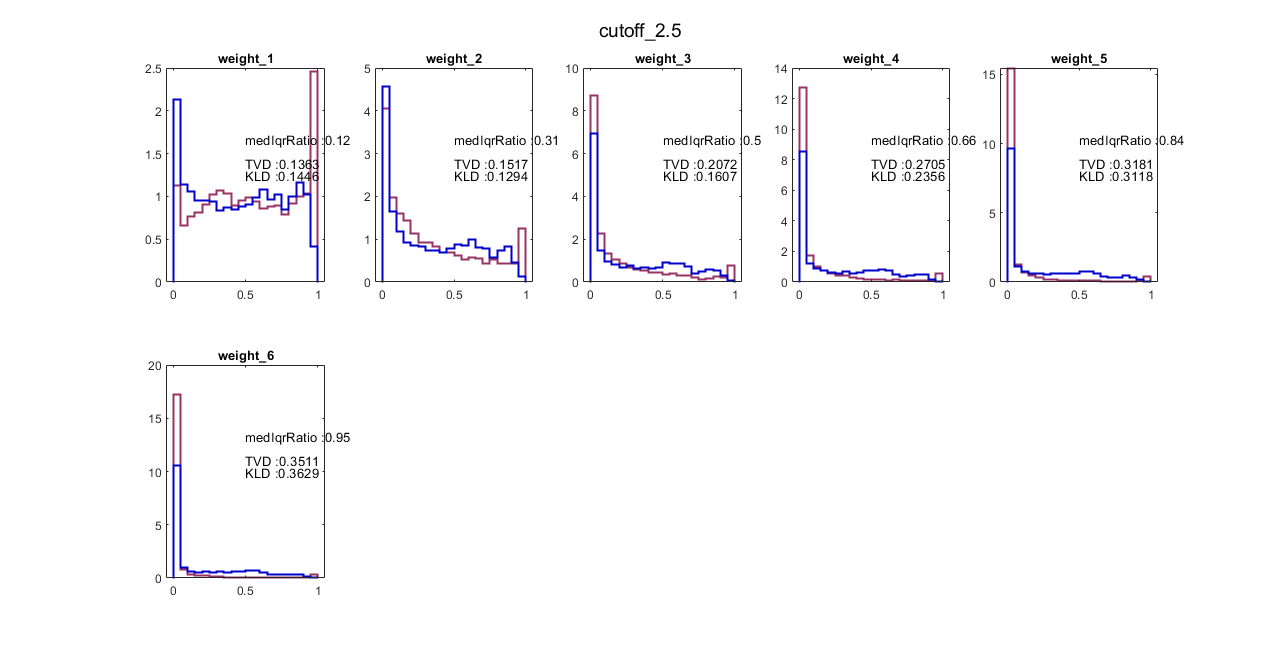 cutoff_2.5
weight_1
2.5
2
1.5
1
0.5
0
0
0.5
1
medIqrRatio :0.12
TVD :0.1363
KLD :0.1446
weight_2
5
4
3
2
1
0
0
0.5
1
medIqrRatio :0.31
TVD :0.1517
KLD :0.1294
weight_3
10
8
6
4
2
0
0
0.5
1
medIqrRatio :0.5
TVD :0.2072
KLD :0.1607
weight_4
14
12
10
8
6
4
2
0
0
0.5
1
medIqrRatio :0.66
TVD :0.2705
KLD :0.2356
weight_5
15
10
5
0
0
0.5
1
medIqrRatio :0.84
TVD :0.3181
KLD :0.3118
weight_6
20
15
10
5
0
0
0.5
1
medIqrRatio :0.95
TVD :0.3511
KLD :0.3629